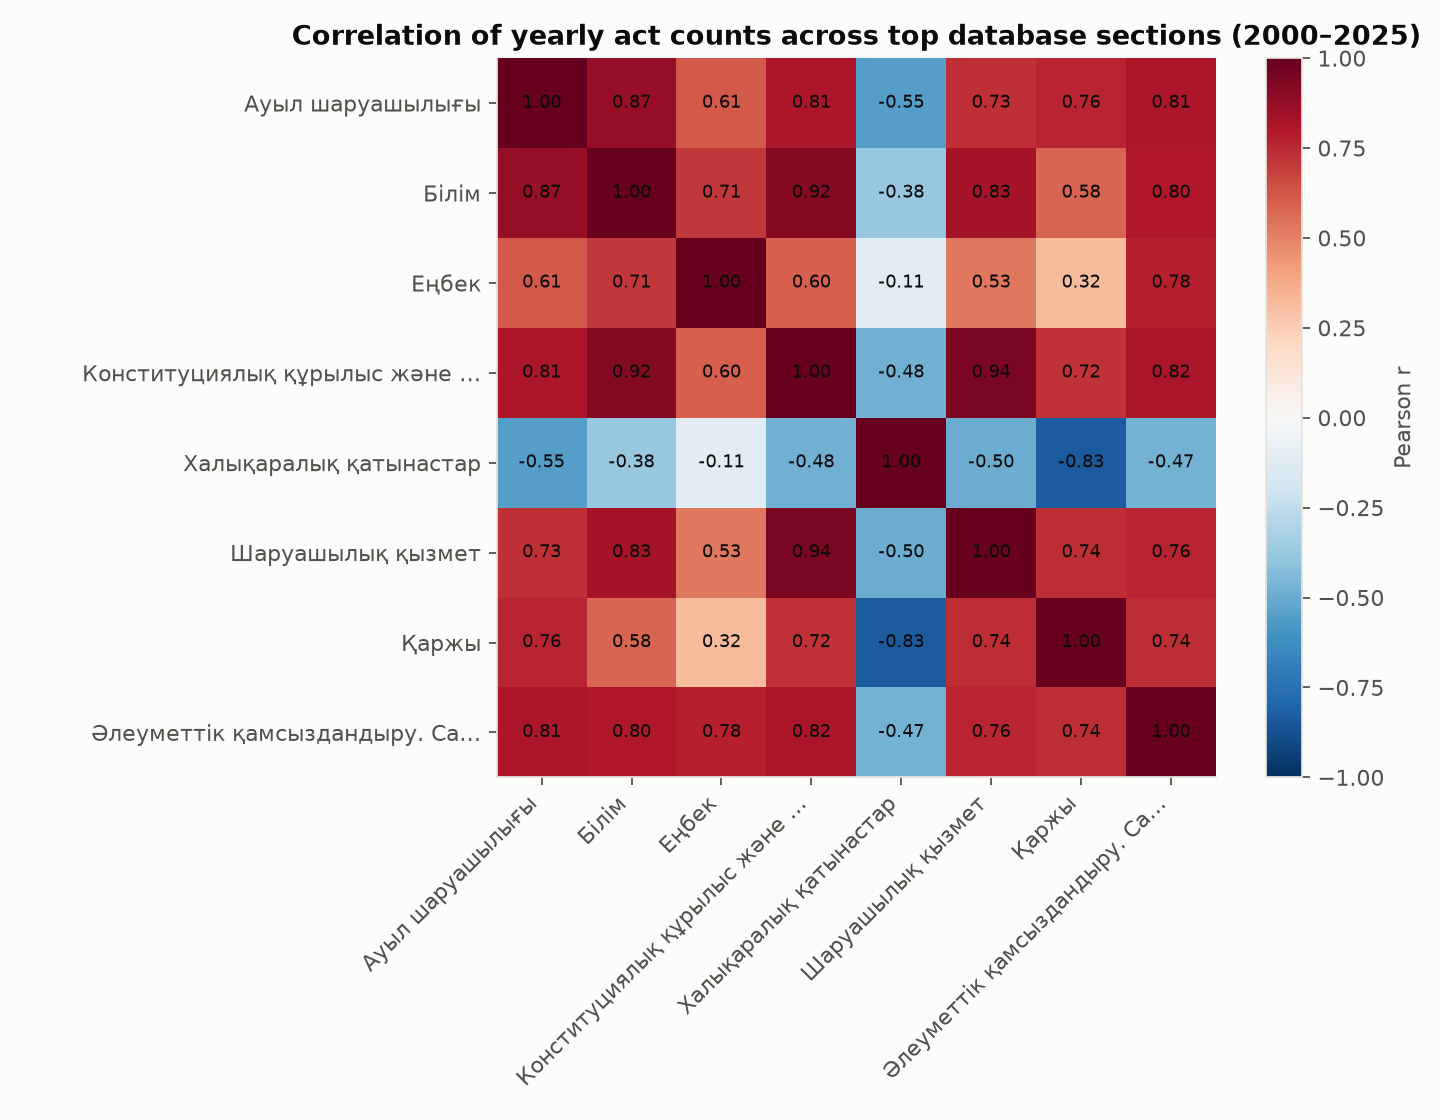 Correlation of yearly act counts across top database sections (2000–2025)
Ауыл шаруашылығы 1.00 0.87 0.61 0.81 -0.55 0.73 0.76 0.81
Білім 0.87 1.00 0.71 0.92 -0.38 0.83 0.58 0.80
Еңбек 0.61 0.71 1.00 0.60 -0.11 0.53 0.32 0.78
Конституциялық құрылыс және ... 0.81 0.92 0.60 1.00 -0.48 0.94 0.72 0.82
Халықаралық қатынастар -0.55 -0.38 -0.11 -0.48 1.00 -0.50 -0.83 -0.47
Шаруашылық қызмет 0.73 0.83 0.53 0.94 -0.50 1.00 0.74 0.76
Қаржы 0.76 0.58 0.32 0.72 -0.83 0.74 1.00 0.74
Әлеуметтік қамсыздандыру. Са... 0.81 0.80 0.78 0.82 -0.47 0.76 0.74 1.00
Ауыл шаруашылығы
Білім
Еңбек
Конституциялық құрылыс және ...
Халықаралық қатынастар
Шаруашылық қызмет
Қаржы
Әлеуметтік қамсыздандыру. Са...
1.00
0.75
0.50
0.25
0.00
−0.25
−0.50
−0.75
−1.00
Pearson r